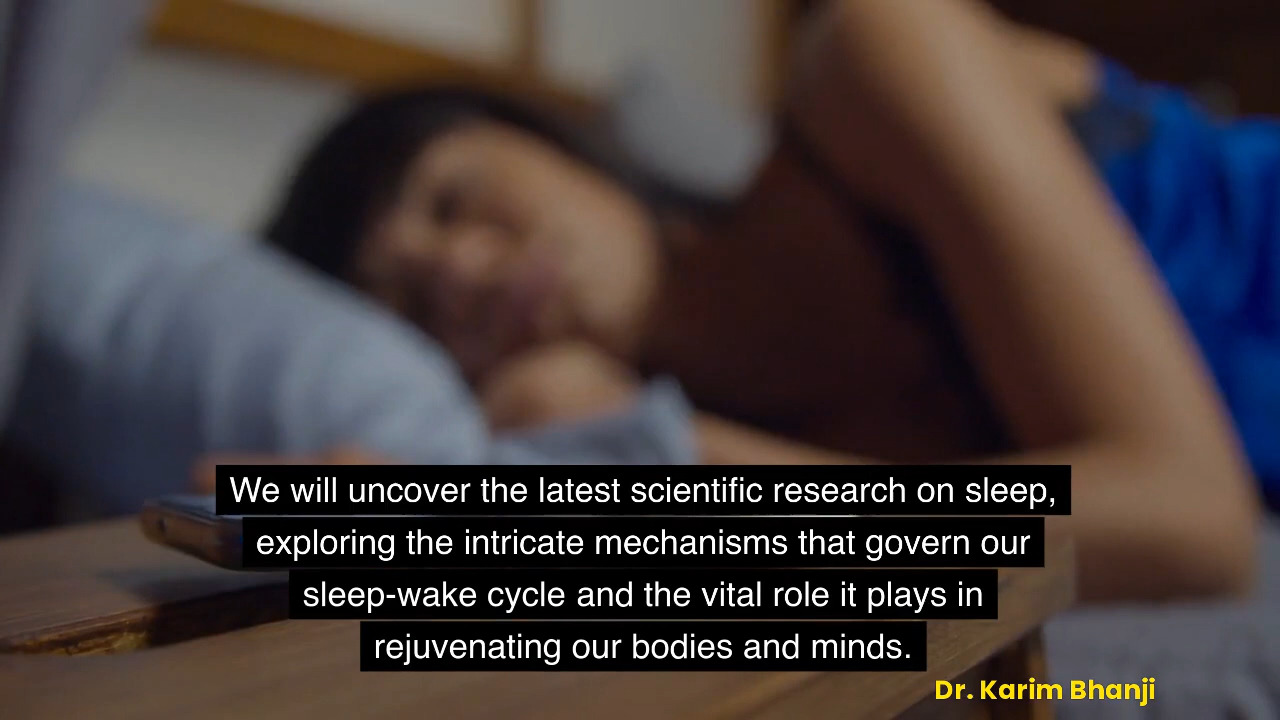 We will uncover the latest scientific research on sleep,
exploring the intricate mechanisms that govern our
sleep-wake cycle and the vital role it plays in
rejuvenating our bodies and minds.
Dr. Karim Bhanji